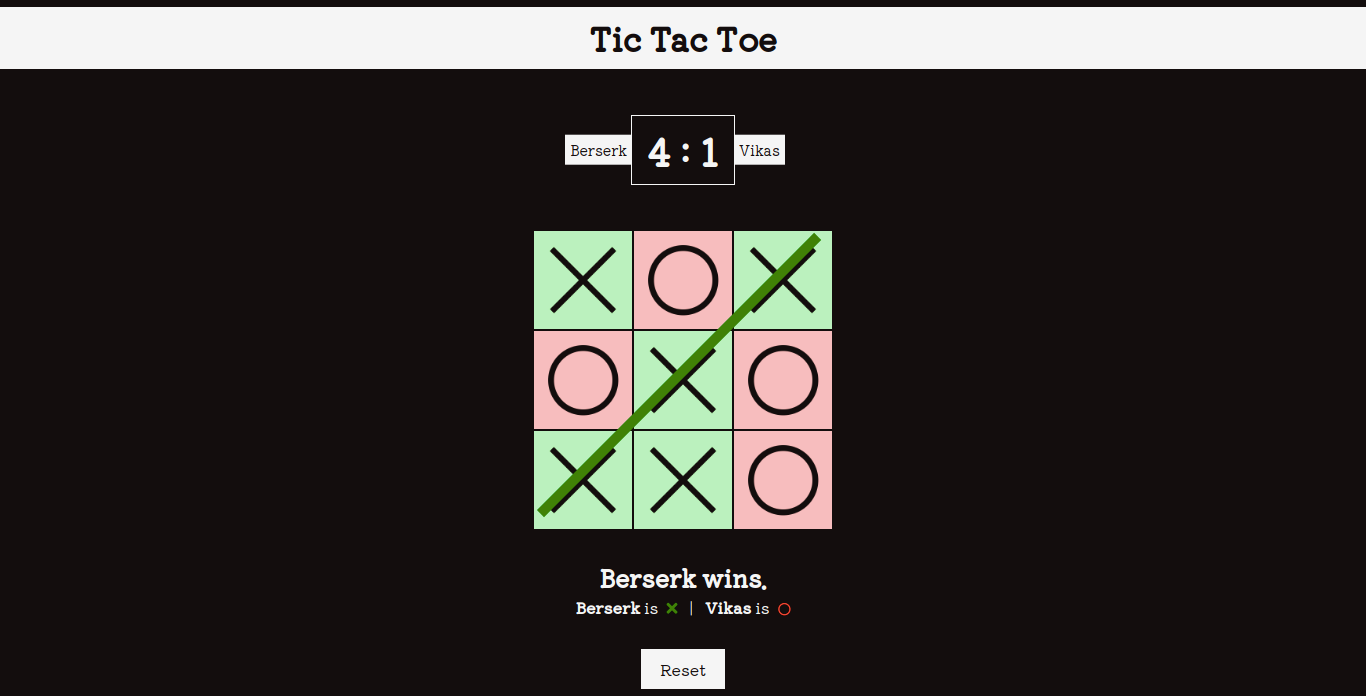 Tic Tac Toe
Berserk 4 : 1 Vikas
Berserk wins.
Berserk is ✕ | Vikas is ○
Reset